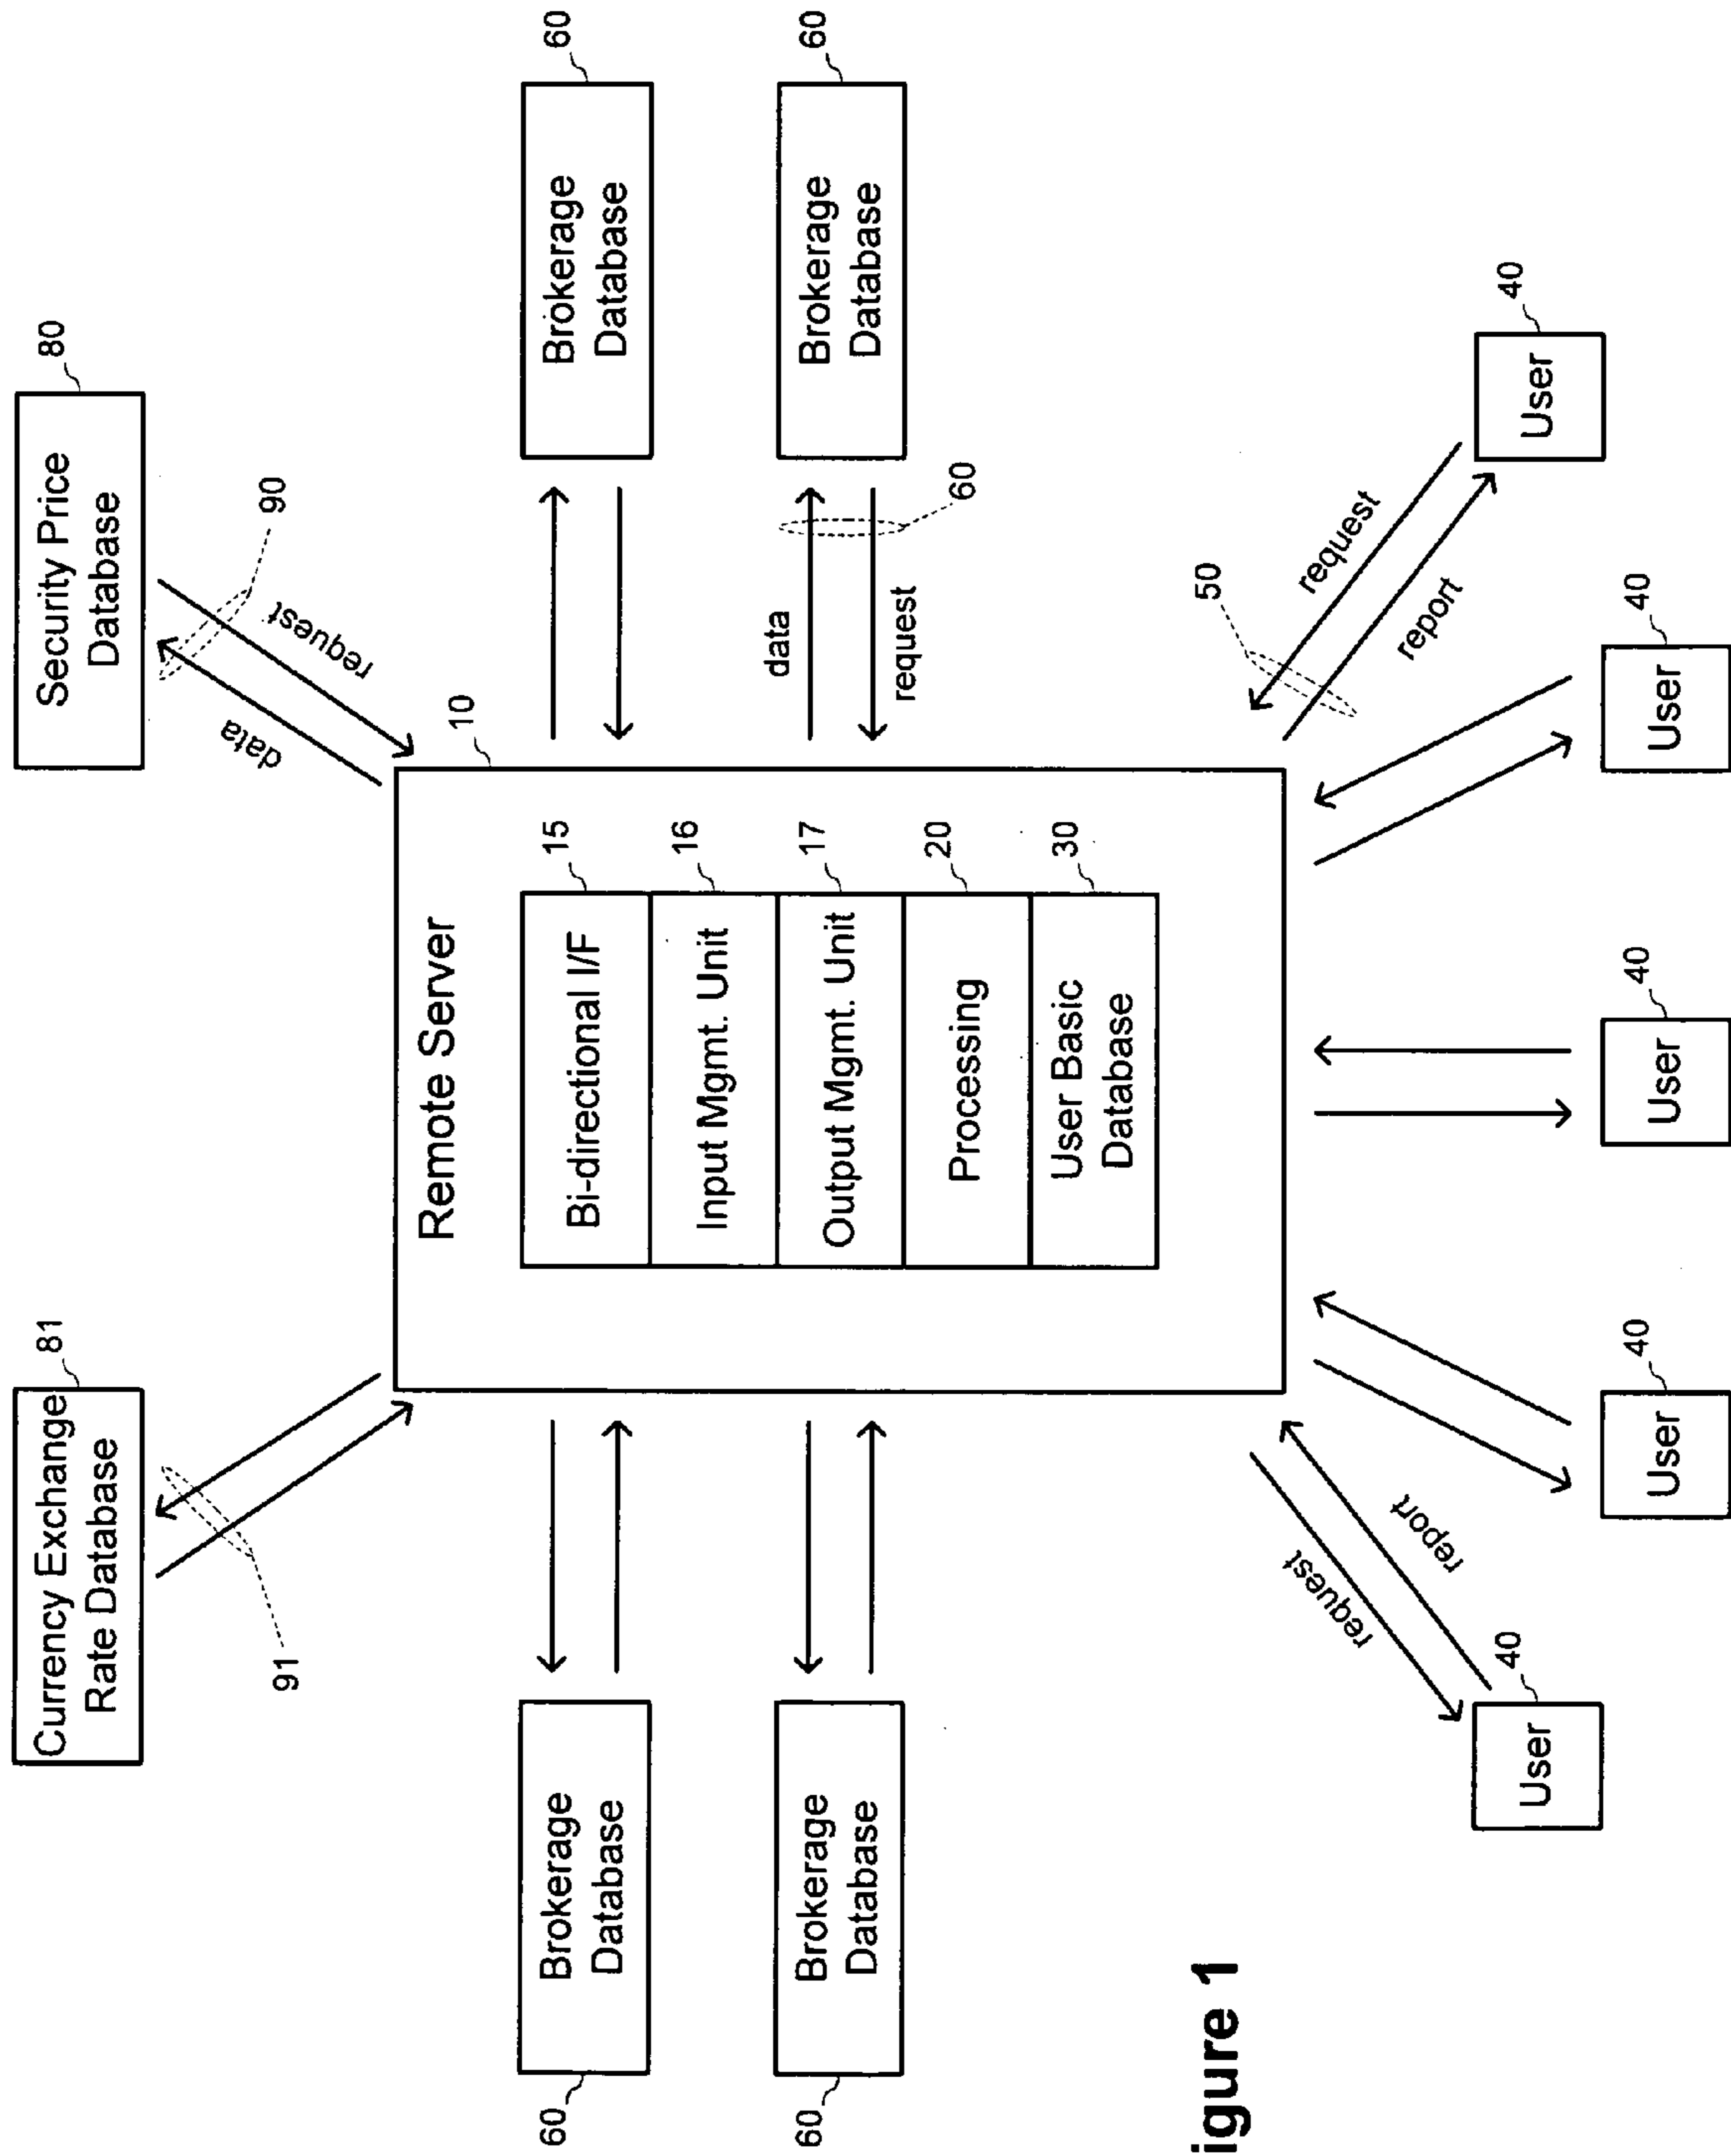 Currency Exchange
Rate Database
81
91
Security Price
Database
80
90
data
request
Brokerage
Database
60
Brokerage
Database
60
Remote Server
10
Bi-directional I/F
15
Input Mgmt. Unit
16
Output Mgmt. Unit
17
Processing
20
User Basic
Database
30
Brokerage
Database
60
data
request
60
Brokerage
Database
60
request
report
User
40
User
40
User
40
User
40
50
request
report
User
40
igure 1